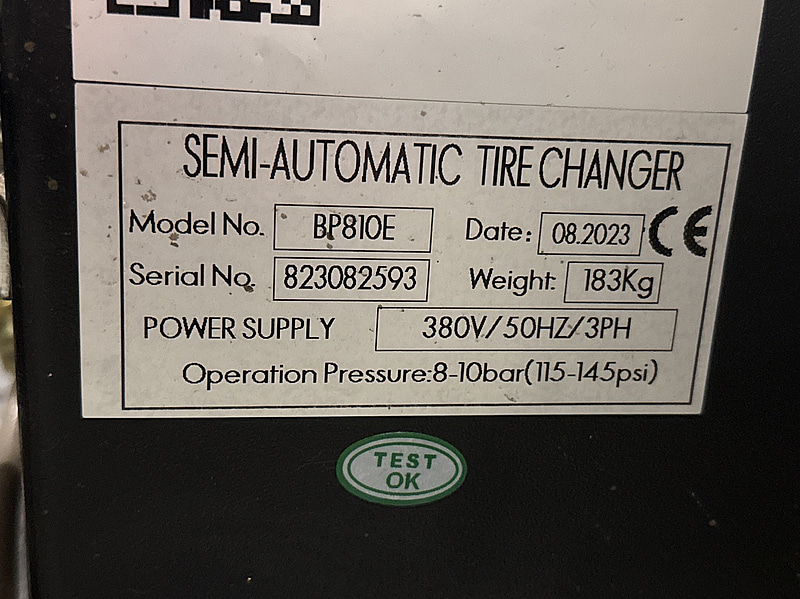 SEMI-AUTOMATIC TIRE CHANGER
Model No. BP810E Date: 08.2023 CE
Serial No. 823082593 Weight: 183Kg
POWER SUPPLY 380V/50HZ/3PH
Operation Pressure:8-10bar(115-145psi)
TEST
OK